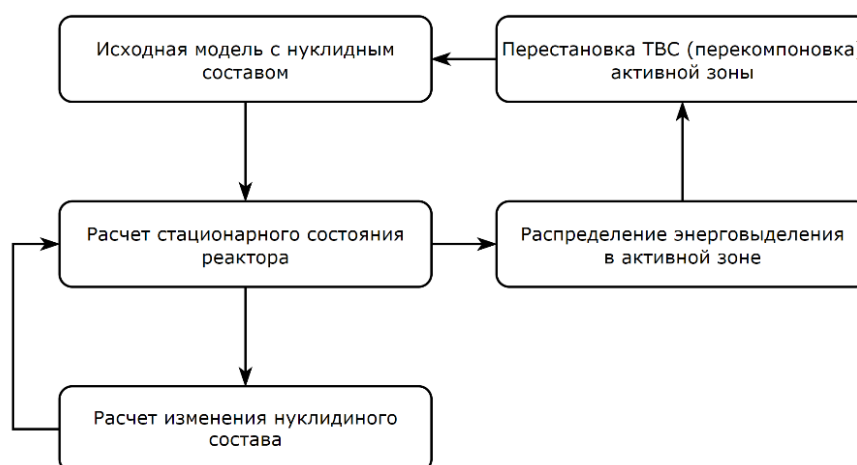 Исходная модель с нуклидным
составом
Перестановка ТВС (перекомпоновка)
активной зоны
Расчет стационарного состояния
реактора
Распределение энерговыделения
в активной зоне
Расчет изменения нуклидиного
состава